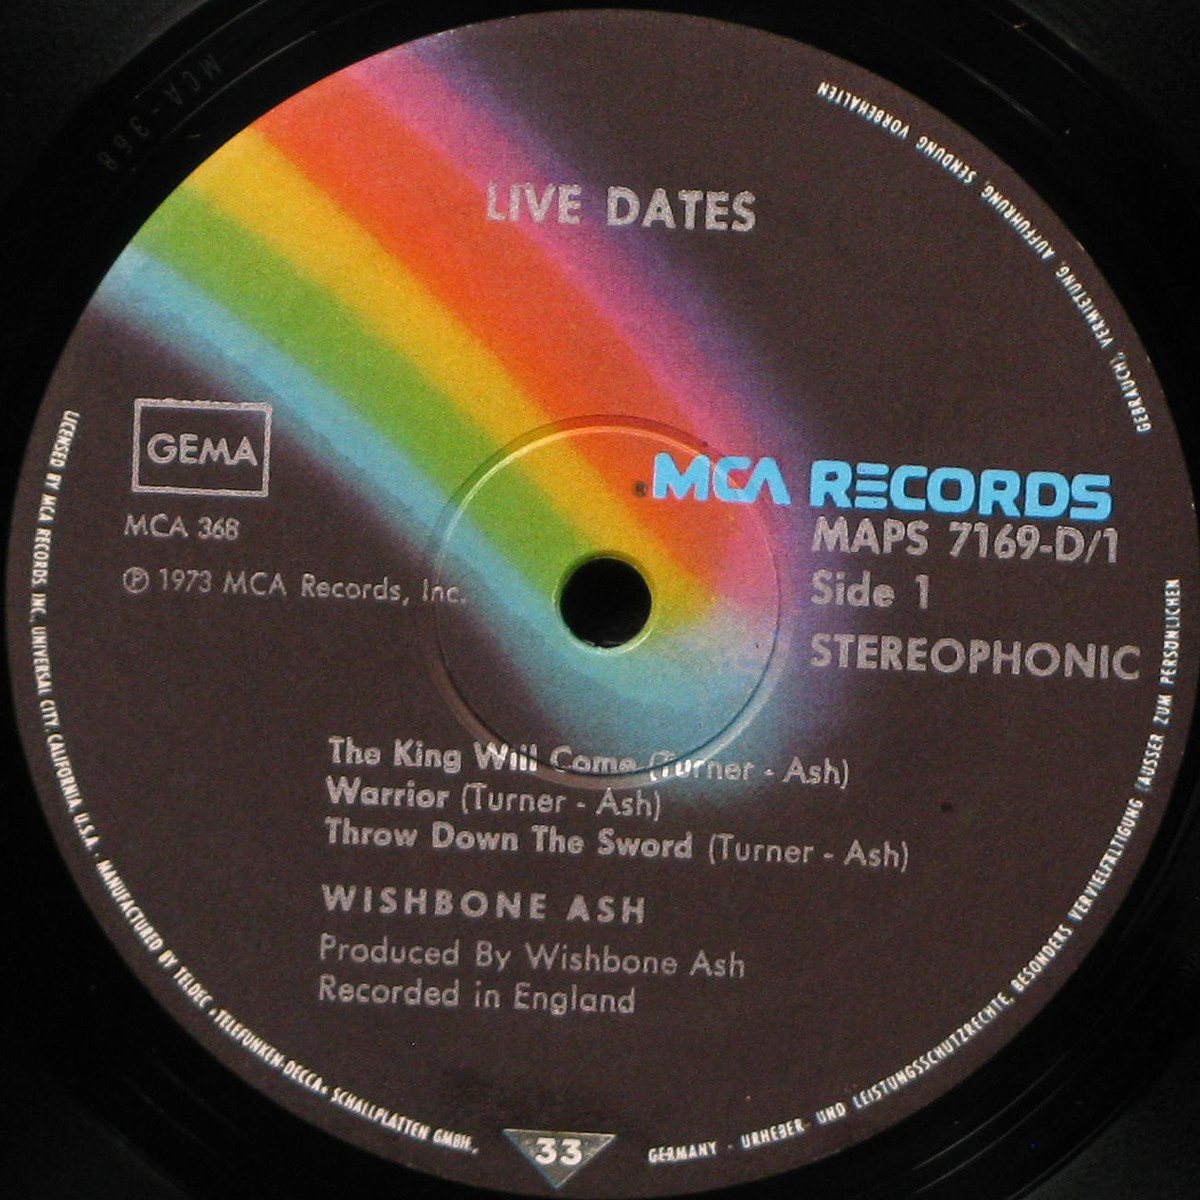 MCA - 368
LIVE DATES
GEMA
MCA 368
℗ 1973 MCA Records, Inc.
® MCA RECORDS
MAPS 7169-D/1
Side 1
STEREOPHONIC
The King Will Come (Turner - Ash)
Warrior (Turner - Ash)
Throw Down The Sword (Turner - Ash)
WISHBONE ASH
Produced By Wishbone Ash
Recorded in England
33
LICENSED BY MCA RECORDS, INC., UNIVERSAL CITY, CALIFORNIA, U.S.A. · MANUFACTURED BY TELDEC »TELEFUNKEN-DECCA« SCHALLPLATTEN GMBH.,
GERMANY · URHEBER- UND LEISTUNGSSCHUTZRECHTE, BESONDERS VERVIELFÄLTIGUNG (AUSSER ZUM PERSÖNLICHEN
GEBRAUCH), VERMIETUNG, AUFFÜHRUNG, SENDUNG VORBEHALTEN